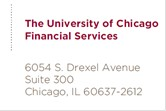 The University of Chicago
Financial Services
6054 S. Drexel Avenue
Suite 300
Chicago, IL 60637-2612